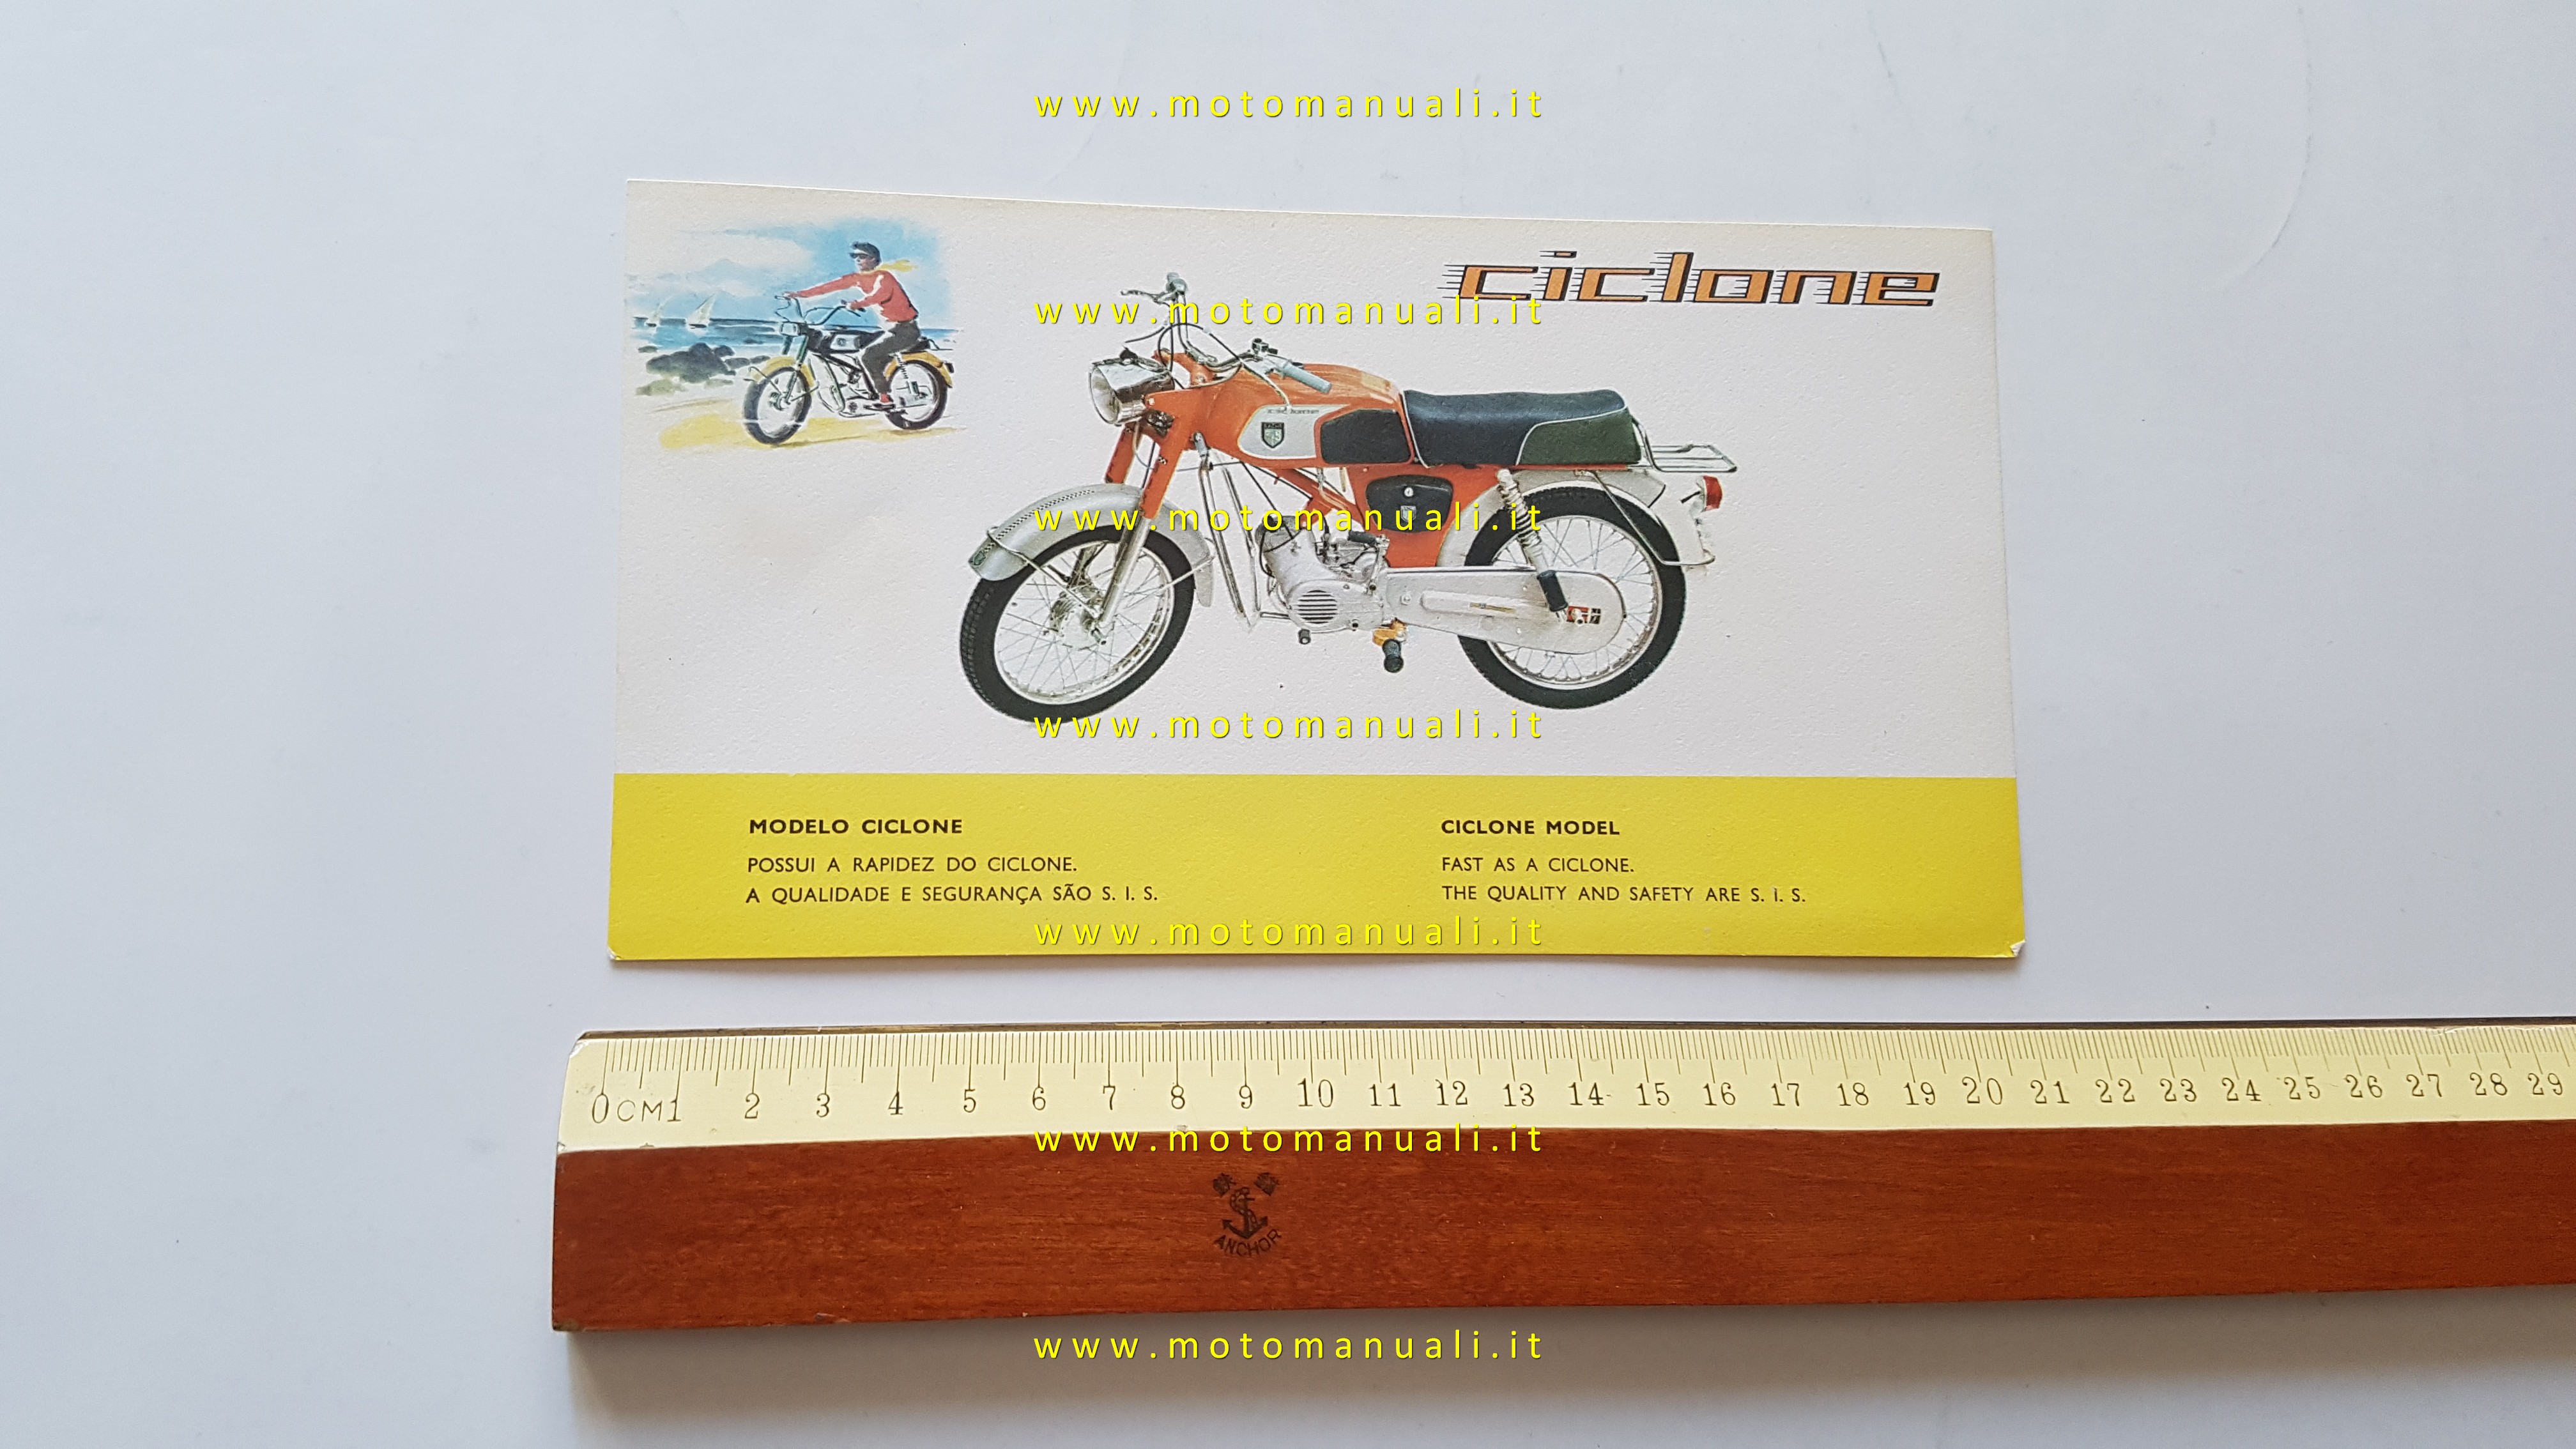 www.motomanuali.it
ciclone
www.motomanuali.it
ciclone
www.motomanuali.it
www.motomanuali.it
MODELO CICLONE
POSSUI A RAPIDEZ DO CICLONE.
A QUALIDADE E SEGURANÇA SÃO S. I. S.
CICLONE MODEL
FAST AS A CICLONE.
THE QUALITY AND SAFETY ARE S. I. S.
www.motomanuali.it
0CM1 2 3 4 5 6 7 8 9 10 11 12 13 14 15 16 17 18 19 20 21 22 23 24 25 26 27 28 29
www.motomanuali.it
ANCHOR
www.motomanuali.it